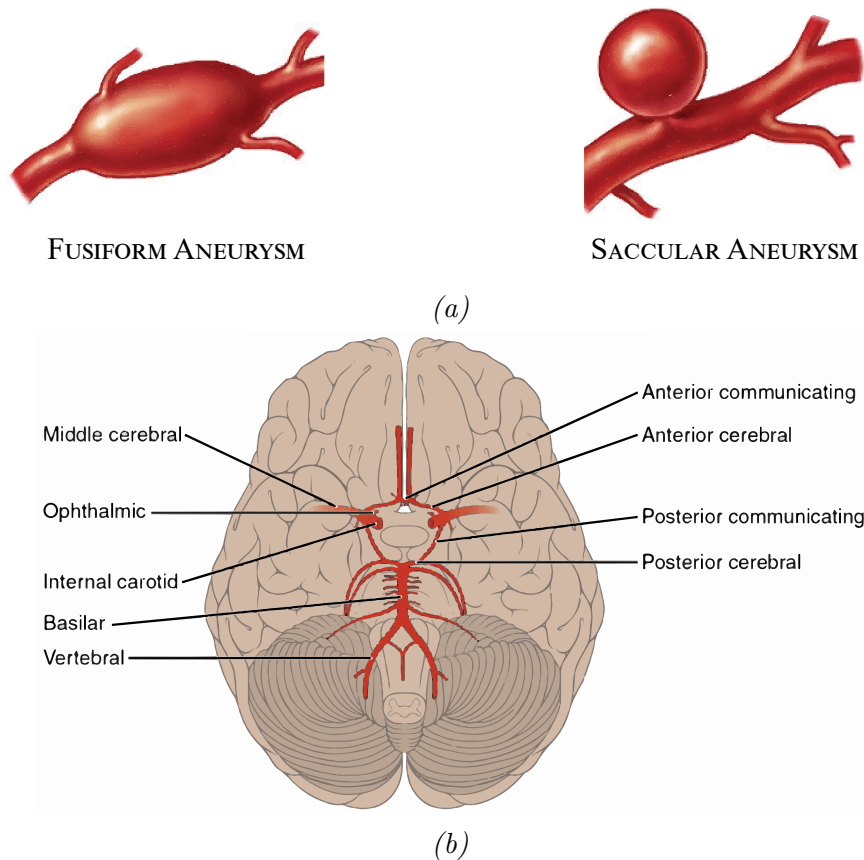 FUSIFORM ANEURYSM
SACCULAR ANEURYSM
(a)
Middle cerebral
Ophthalmic
Internal carotid
Basilar
Vertebral
Anterior communicating
Anterior cerebral
Posterior communicating
Posterior cerebral
(b)